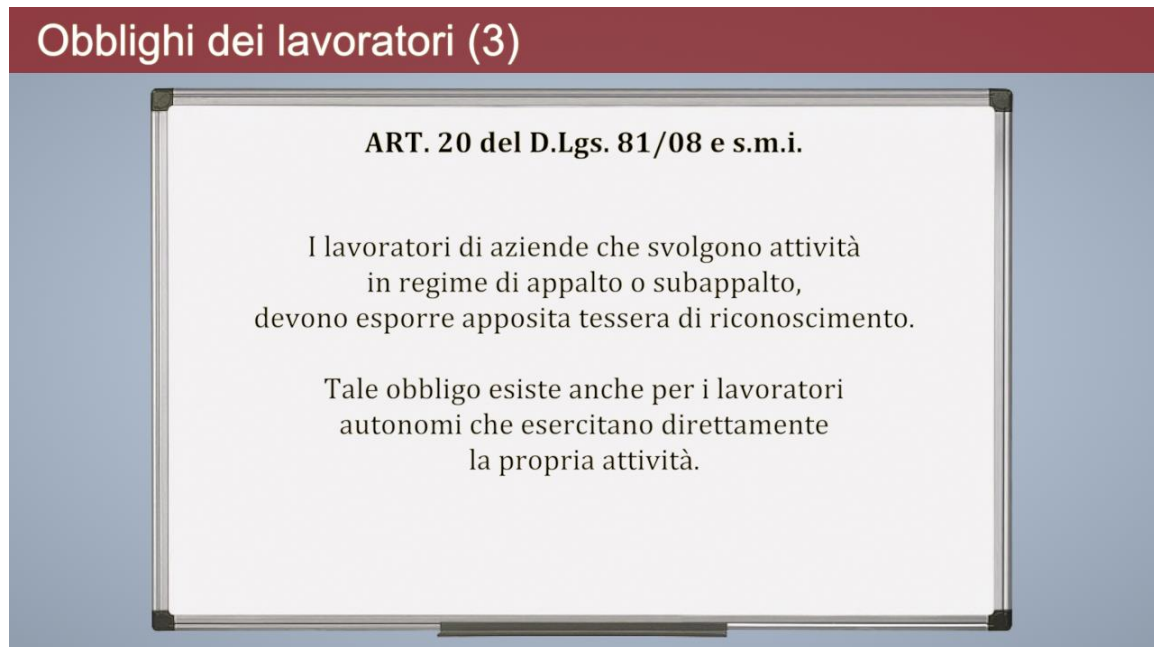 Obblighi dei lavoratori (3)
ART. 20 del D.Lgs. 81/08 e s.m.i.
I lavoratori di aziende che svolgono attività
in regime di appalto o subappalto,
devono esporre apposita tessera di riconoscimento.
Tale obbligo esiste anche per i lavoratori
autonomi che esercitano direttamente
la propria attività.